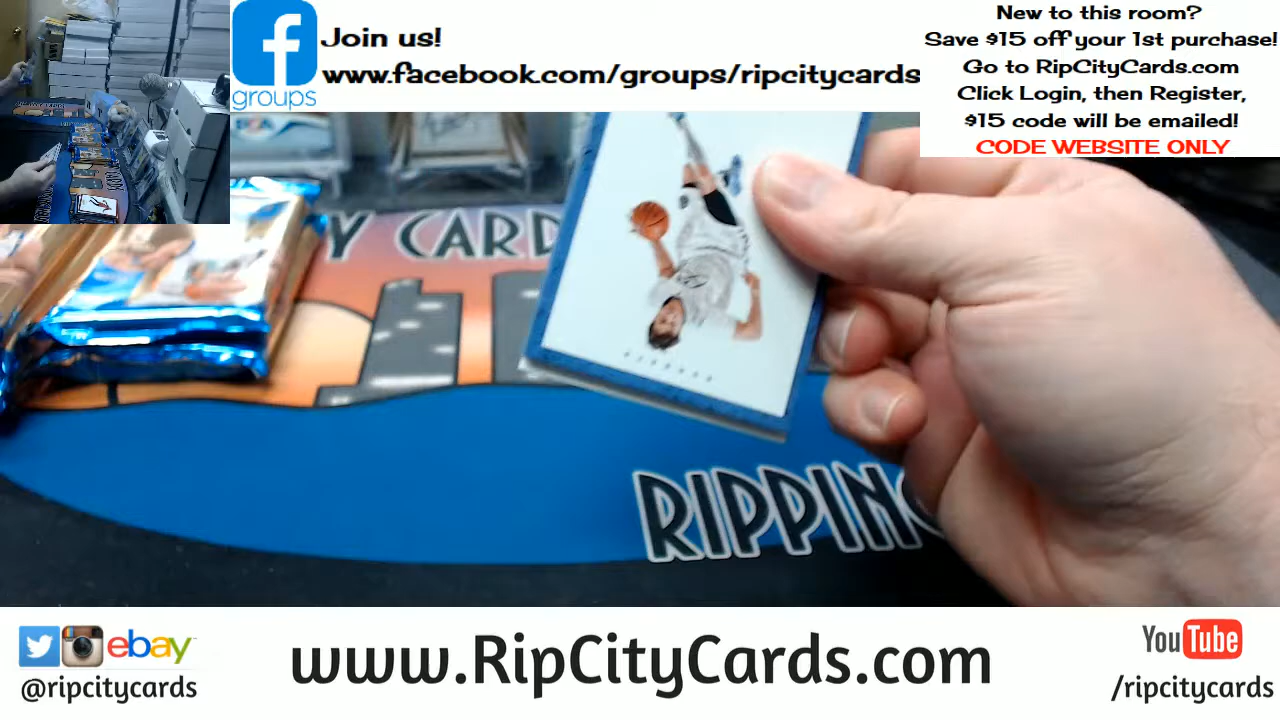 f
groups
Join us!
www.facebook.com/groups/ripcitycards
New to this room?
Save $15 off your 1st purchase!
Go to RipCityCards.com
Click Login, then Register,
$15 code will be emailed!
CODE WEBSITE ONLY
Y CARD
RIPPING
ebay
@ripcitycards
www.RipCityCards.com
YouTube
/ripcitycards